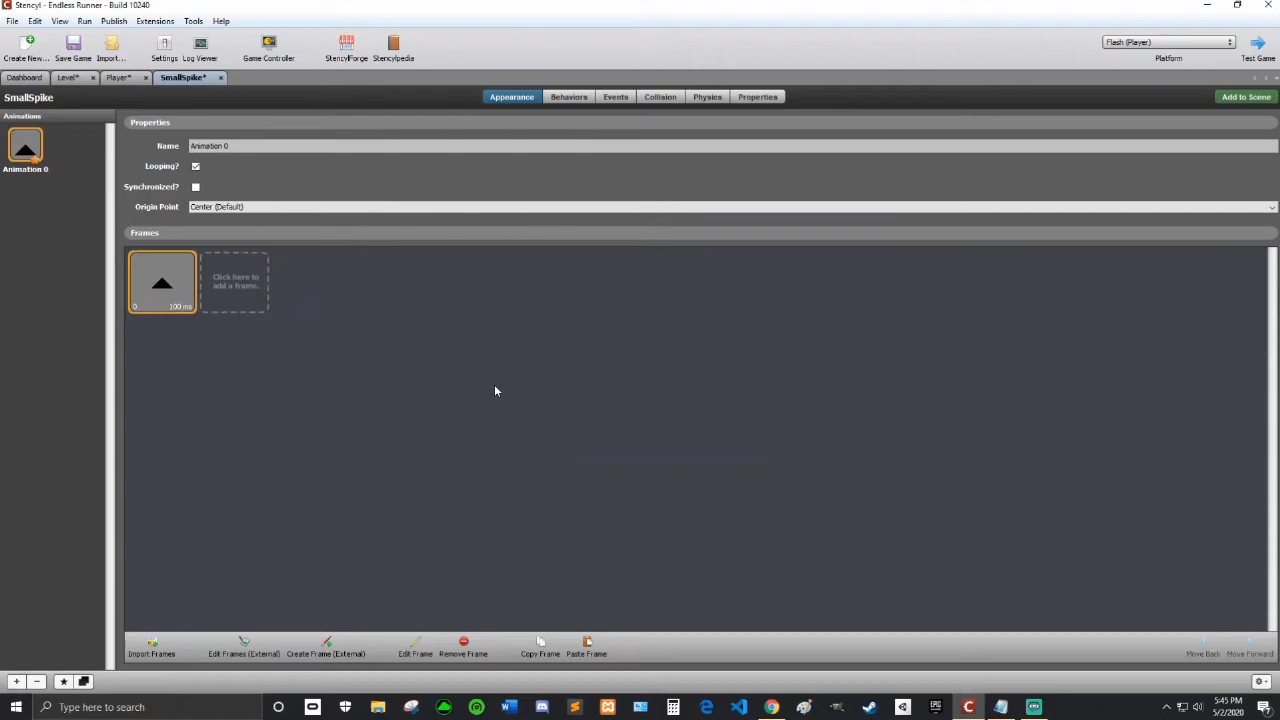 Stencyl - Endless Runner - Build 10240
File Edit View Run Publish Extensions Tools Help
Create New... Save Game Import... Settings Log Viewer Game Controller StencylForge Stencylpedia Flash (Player) Platform Test Game
Dashboard Level* Player* SmallSpike*
SmallSpike Appearance Behaviors Events Collision Physics Properties Add to Scene
Animations
Animation 0
Properties
Name Animation 0
Looping?
Synchronized?
Origin Point Center (Default)
Frames
Click here to
add a frame.
0 100 ms
Import Frames Edit Frames (External) Create Frame (External) Edit Frame Remove Frame Copy Frame Paste Frame Move Back Move Forward
Type here to search
5:45 PM
5/2/2020